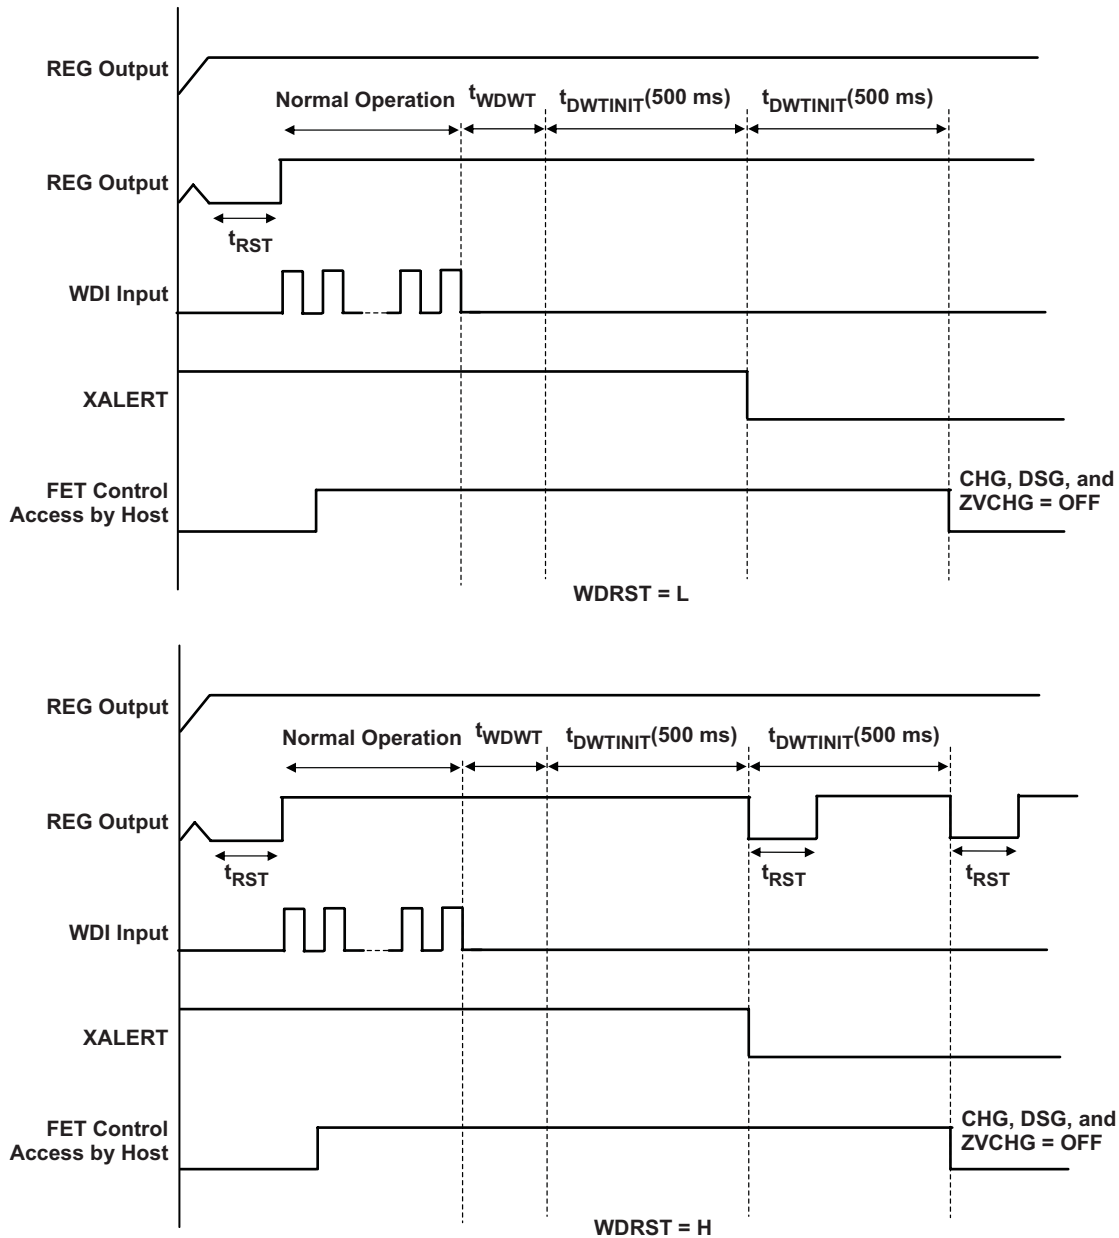 REG Output
Normal Operation
tWDWT
tDWTINIT(500 ms)
tDWTINIT(500 ms)
REG Output
tRST
WDI Input
XALERT
FET Control
Access by Host
CHG, DSG, and
ZVCHG = OFF
WDRST = L
REG Output
Normal Operation
tWDWT
tDWTINIT(500 ms)
tDWTINIT(500 ms)
REG Output
tRST
tRST
tRST
WDI Input
XALERT
FET Control
Access by Host
CHG, DSG, and
ZVCHG = OFF
WDRST = H